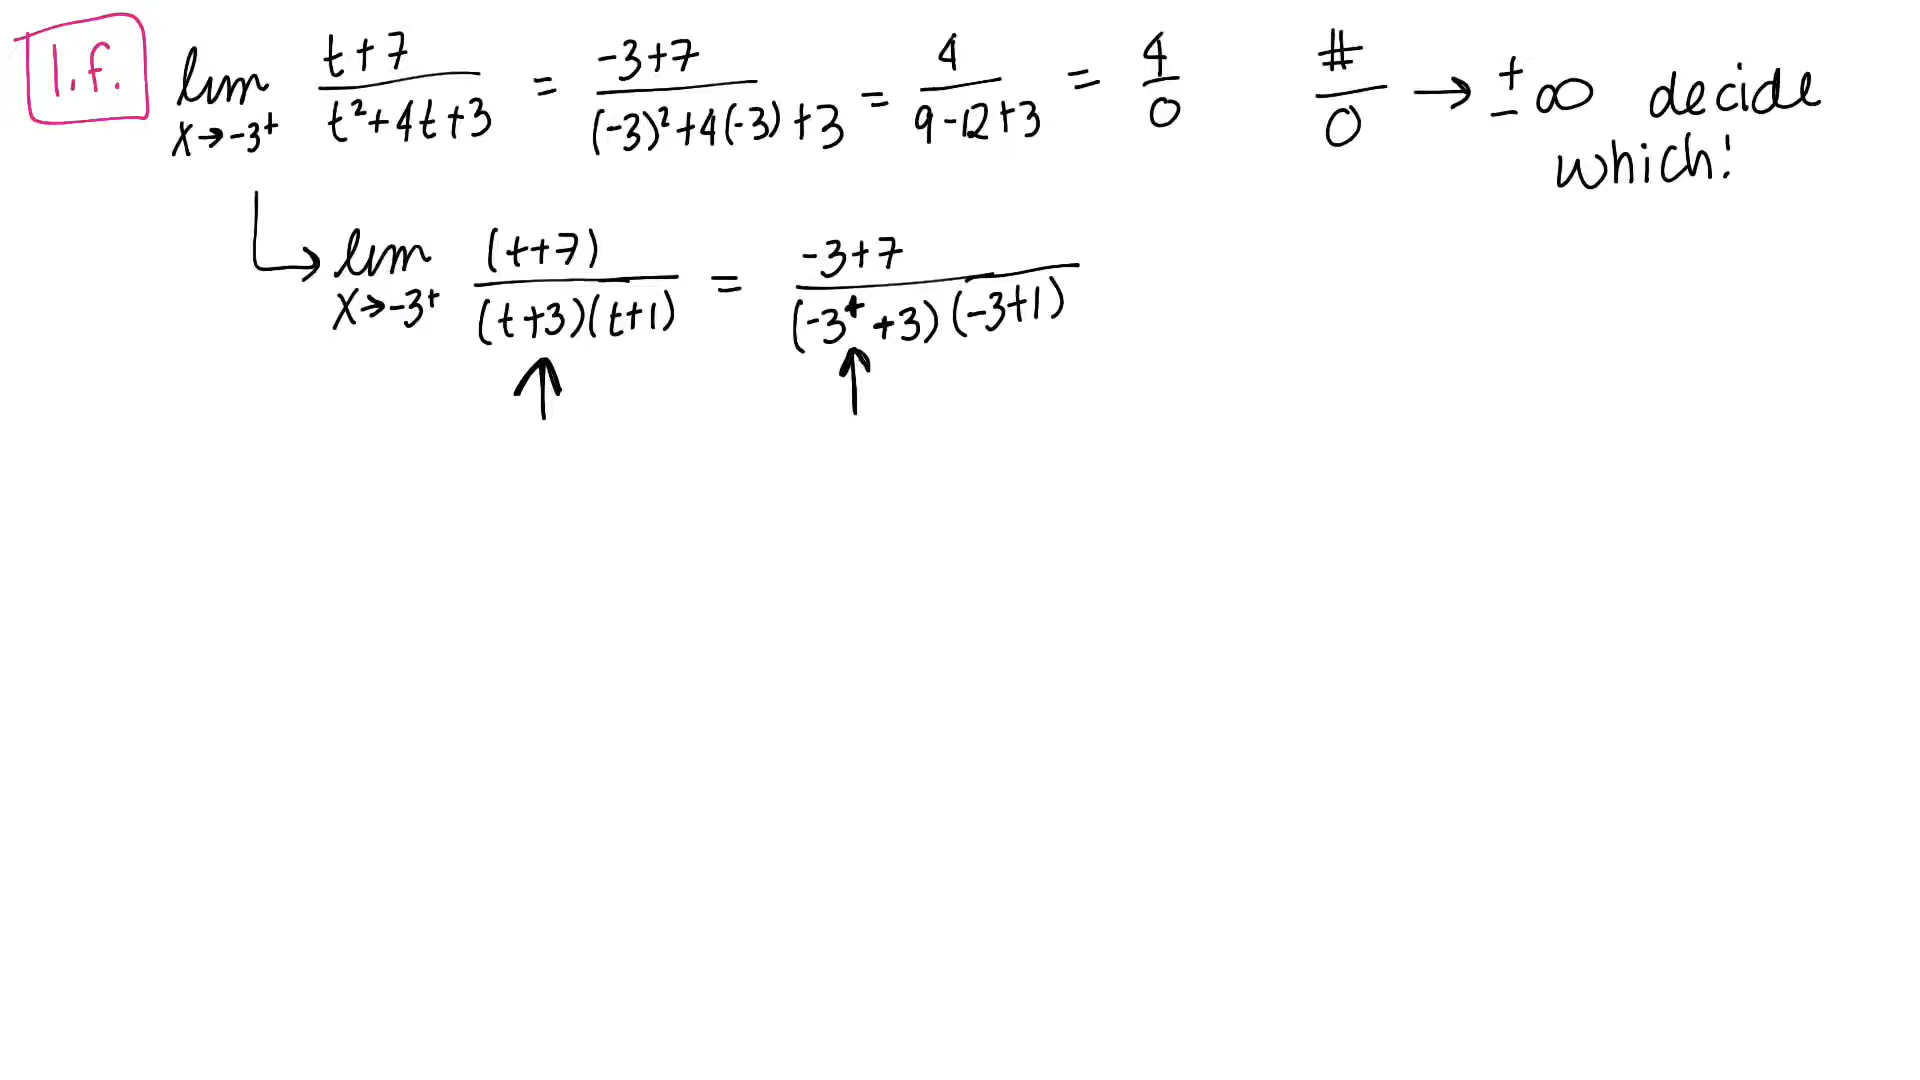 1.f. lim x→-3⁺ (t+7)/(t²+4t+3) = (-3+7)/((-3)²+4(-3)+3) = 4/(9-12+3) = 4/0 #/0 → ±∞ decide
which!
↳ lim x→-3⁺ (t+7)/((t+3)(t+1)) = (-3+7)/((-3⁺+3)(-3+1))
↑ ↑